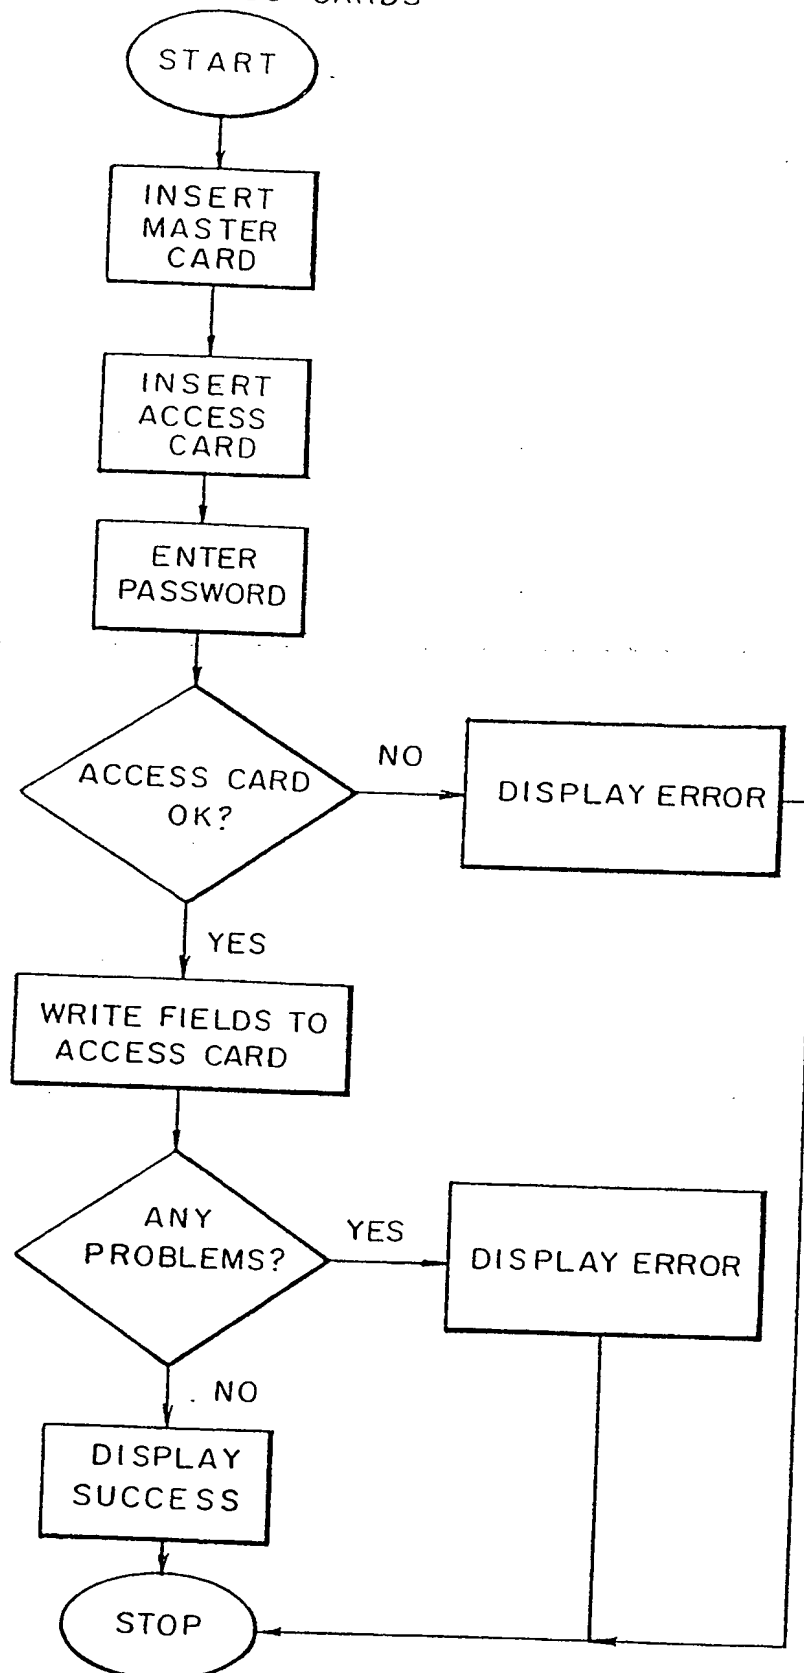 CARDS
START
INSERT
MASTER
CARD
INSERT
ACCESS
CARD
ENTER
PASSWORD
ACCESS CARD
OK?
NO
DISPLAY ERROR
YES
WRITE FIELDS TO
ACCESS CARD
ANY
PROBLEMS?
YES
DISPLAY ERROR
NO
DISPLAY
SUCCESS
STOP